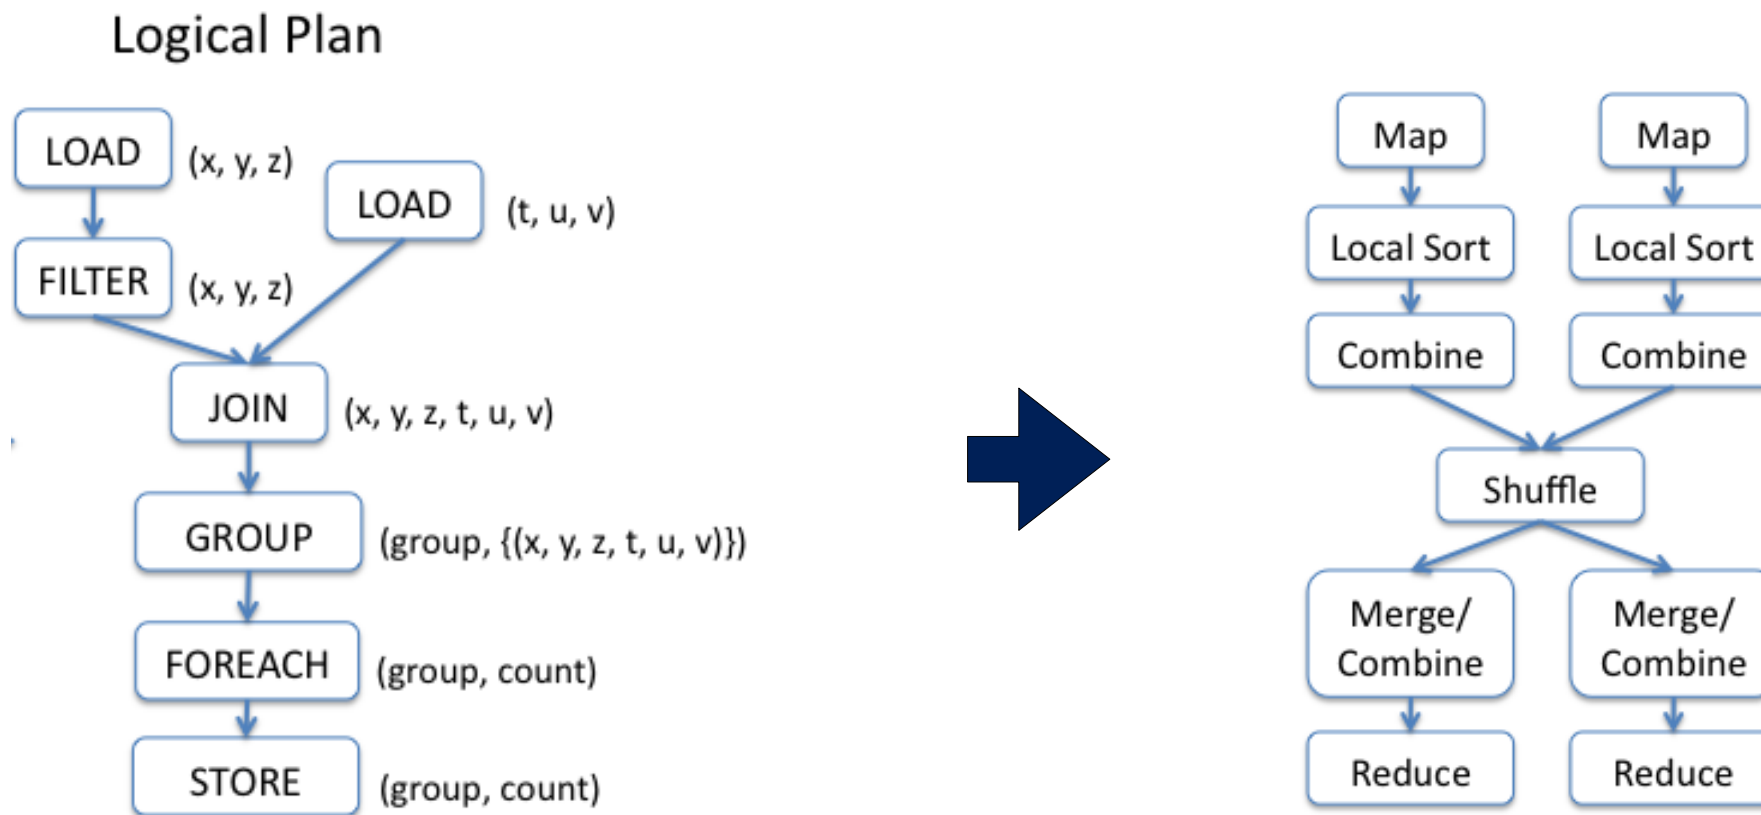 Logical Plan
LOAD
(x, y, z)
LOAD
(t, u, v)
FILTER
(x, y, z)
JOIN
(x, y, z, t, u, v)
GROUP
(group, {(x, y, z, t, u, v)})
FOREACH
(group, count)
STORE
(group, count)
Map
Map
Local Sort
Local Sort
Combine
Combine
Shuffle
Merge/
Combine
Merge/
Combine
Reduce
Reduce